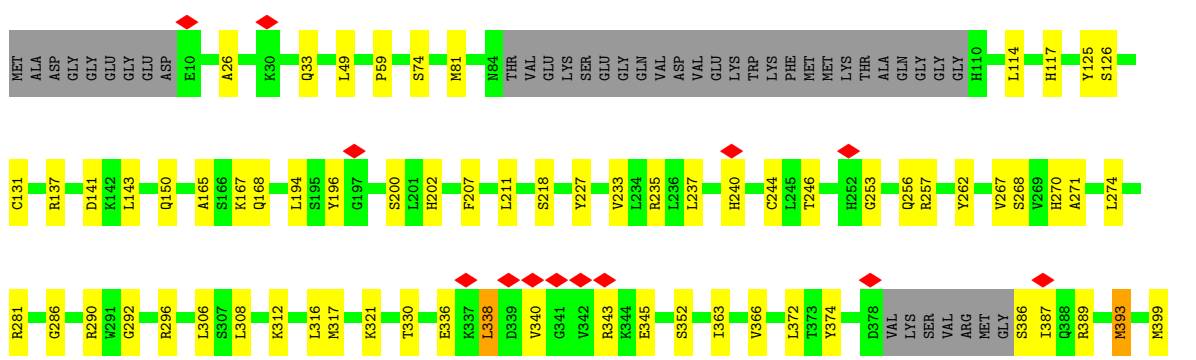 MET ALA ASP GLY GLY GLU GLY GLU ASP E10 A26 K30 Q33 L49 P59 S74 M81 N84 THR VAL GLU LYS SER GLU GLY GLN VAL ASP VAL GLU LYS TRP LYS PHE MET MET LYS THR ALA GLN GLY GLY GLY H110 L114 H117 Y125 S126
C131 R137 D141 K142 L143 Q150 A165 S166 K167 Q168 L194 S195 Y196 G197 S200 L201 H202 F207 L211 S218 Y227 V233 L234 R235 L236 L237 H240 C244 L245 T246 H252 G253 Q256 R257 Y262 V267 S268 V269 H270 A271 L274
R281 G286 R290 W291 G292 R296 L306 S307 L308 K312 L316 M317 K321 T330 E336 K337 L338 D339 V340 G341 V342 R343 K344 E345 S352 I363 V366 L372 T373 Y374 D378 VAL LYS SER VAL ARG MET GLY S386 I387 Q388 R389 M393 M399